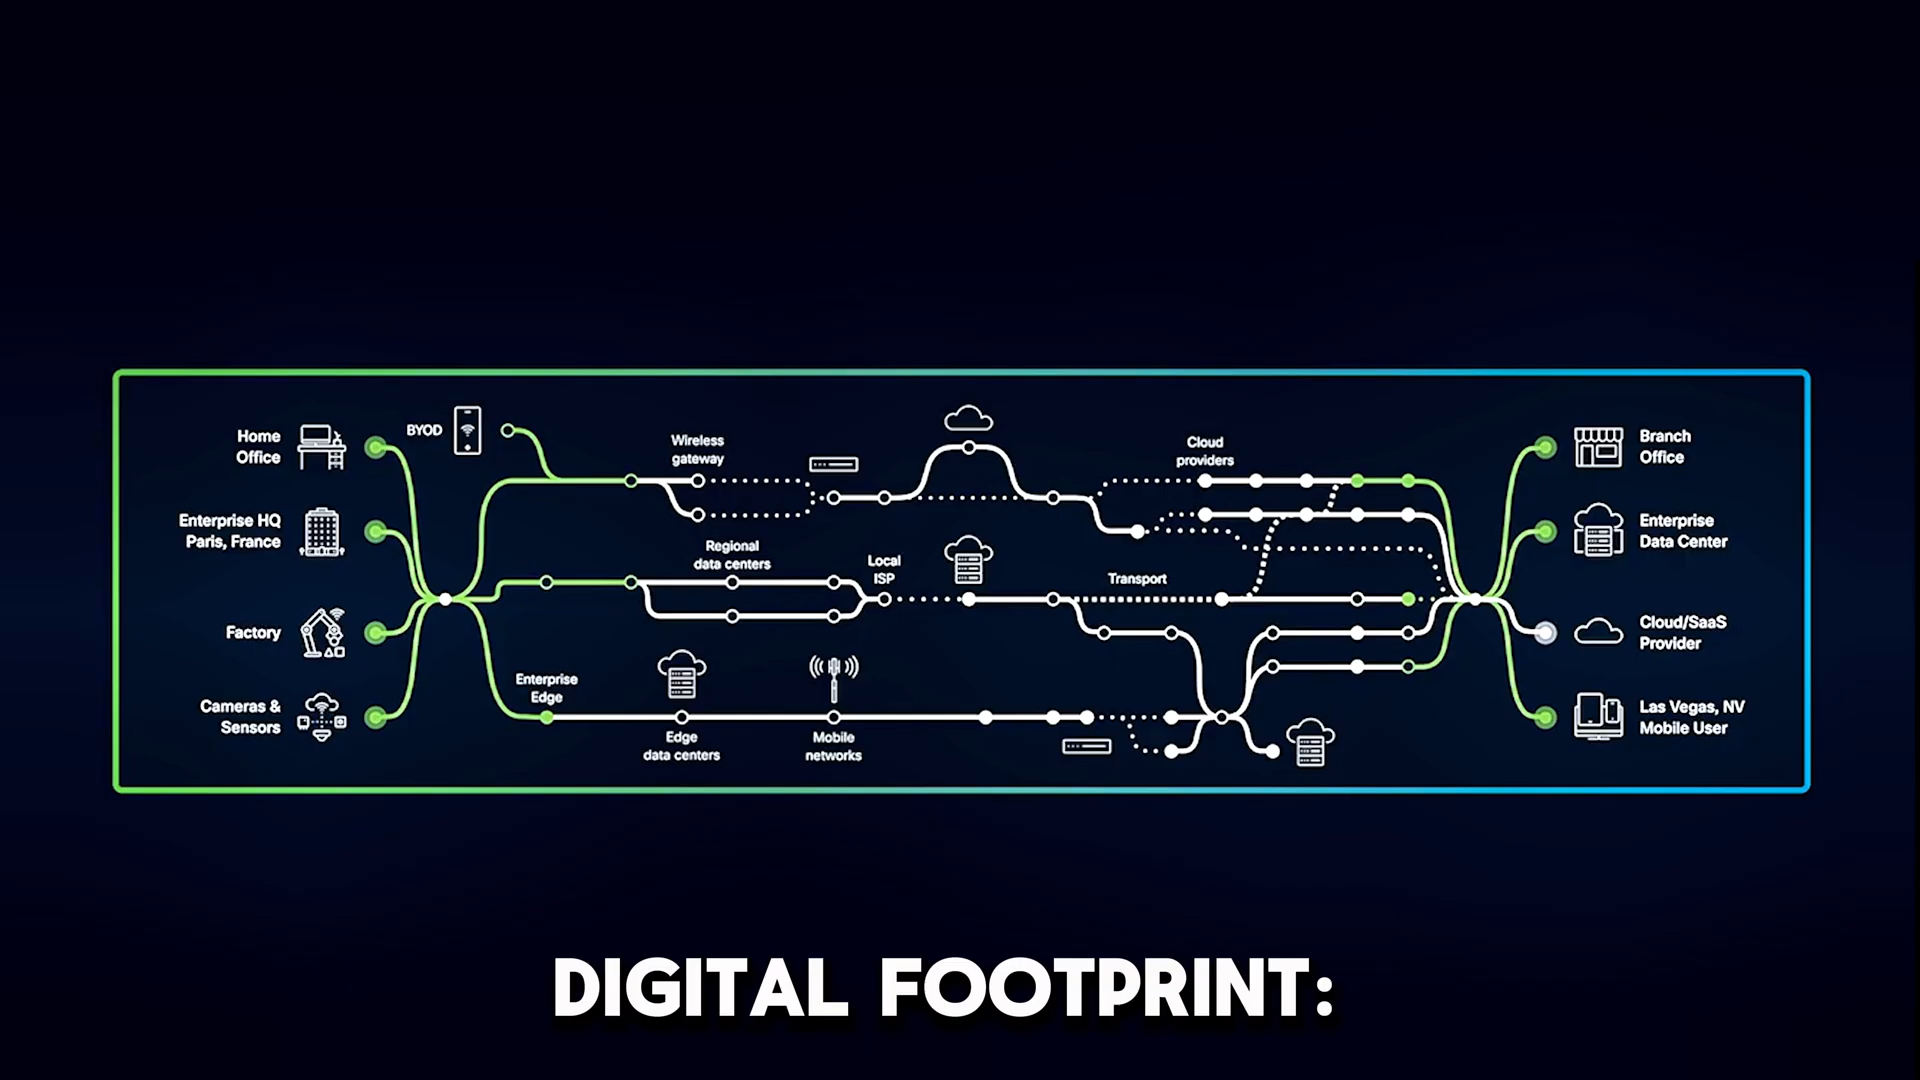 Home
Office
BYOD
Wireless
gateway
Cloud
providers
Branch
Office
Enterprise HQ
Paris, France
Regional
data centers
Local
ISP
Transport
Enterprise
Data Center
Factory
Cloud/SaaS
Provider
Cameras &
Sensors
Enterprise
Edge
Edge
data centers
Mobile
networks
Las Vegas, NV
Mobile User
DIGITAL FOOTPRINT: